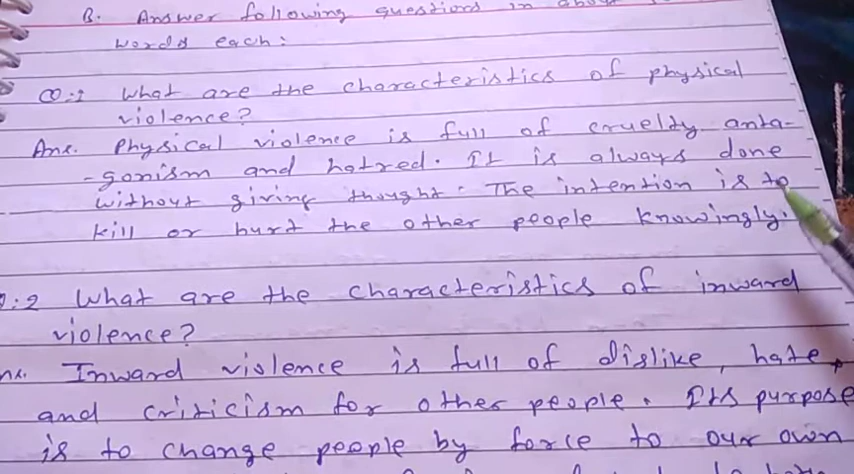 B. Answer following questions in about
words each:
Q:1 What are the characteristics of physical
violence?
Ans. Physical violence is full of cruelty anta-
-gonism and hatred. It is always done
without giving thought. The intention is to
kill or hurt the other people knowingly.
:2 What are the characteristics of inward
violence?
ns. Inward violence is full of dislike, hate,
and criticism for other people. Its purpose
is to change people by force to our own